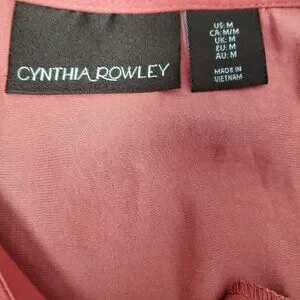 CYNTHIA ROWLEY
US: M
CA: M/M
UK: M
EU: M
AU: M
MADE IN
VIETNAM